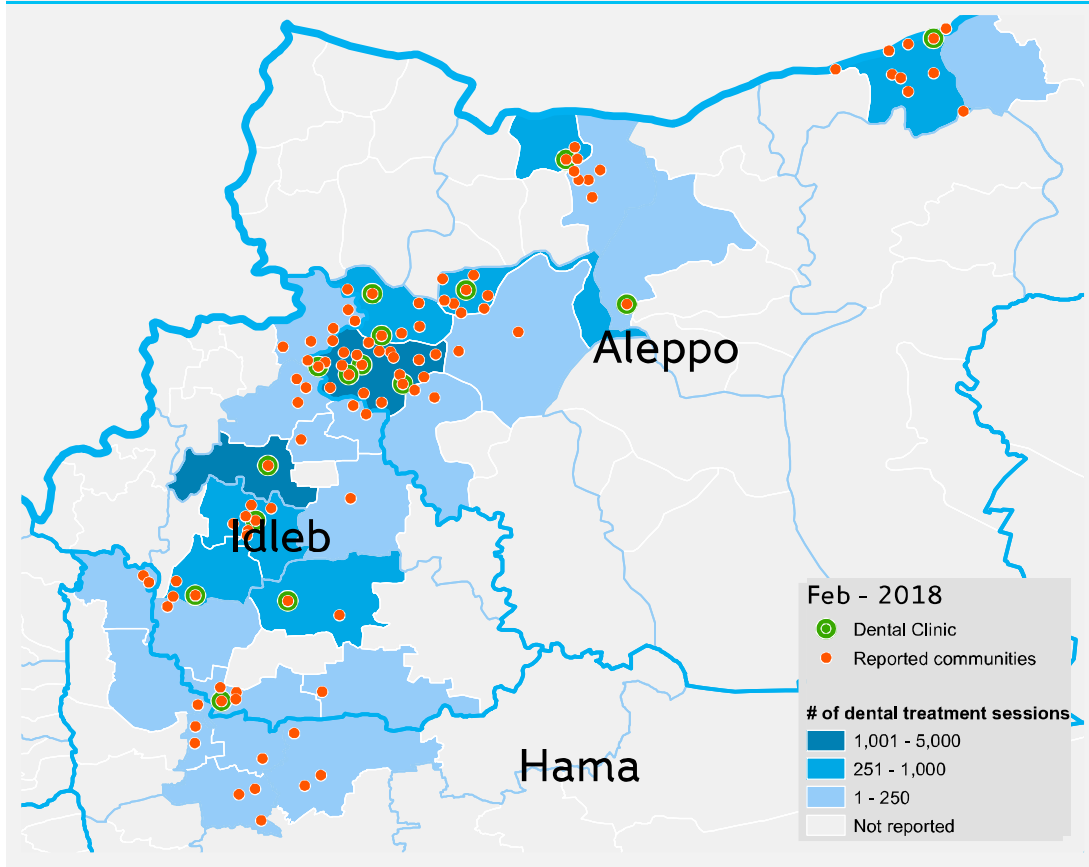 Aleppo
Idleb
Hama
Feb - 2018
Dental Clinic
Reported communities
# of dental treatment sessions
1,001 - 5,000
251 - 1,000
1 - 250
Not reported